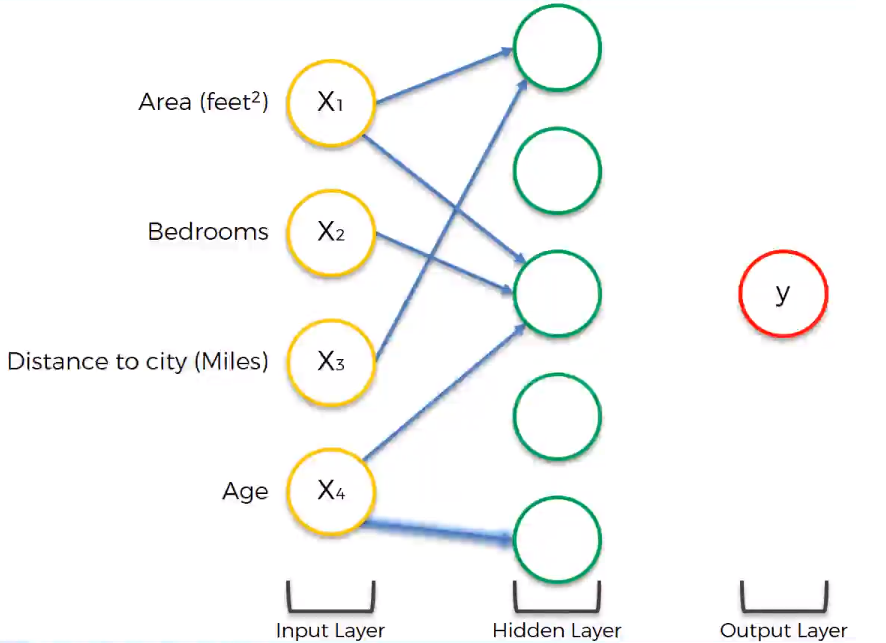 Area (feet²)
X₁
Bedrooms
X₂
y
Distance to city (Miles)
X₃
Age
X₄
Input Layer
Hidden Layer
Output Layer